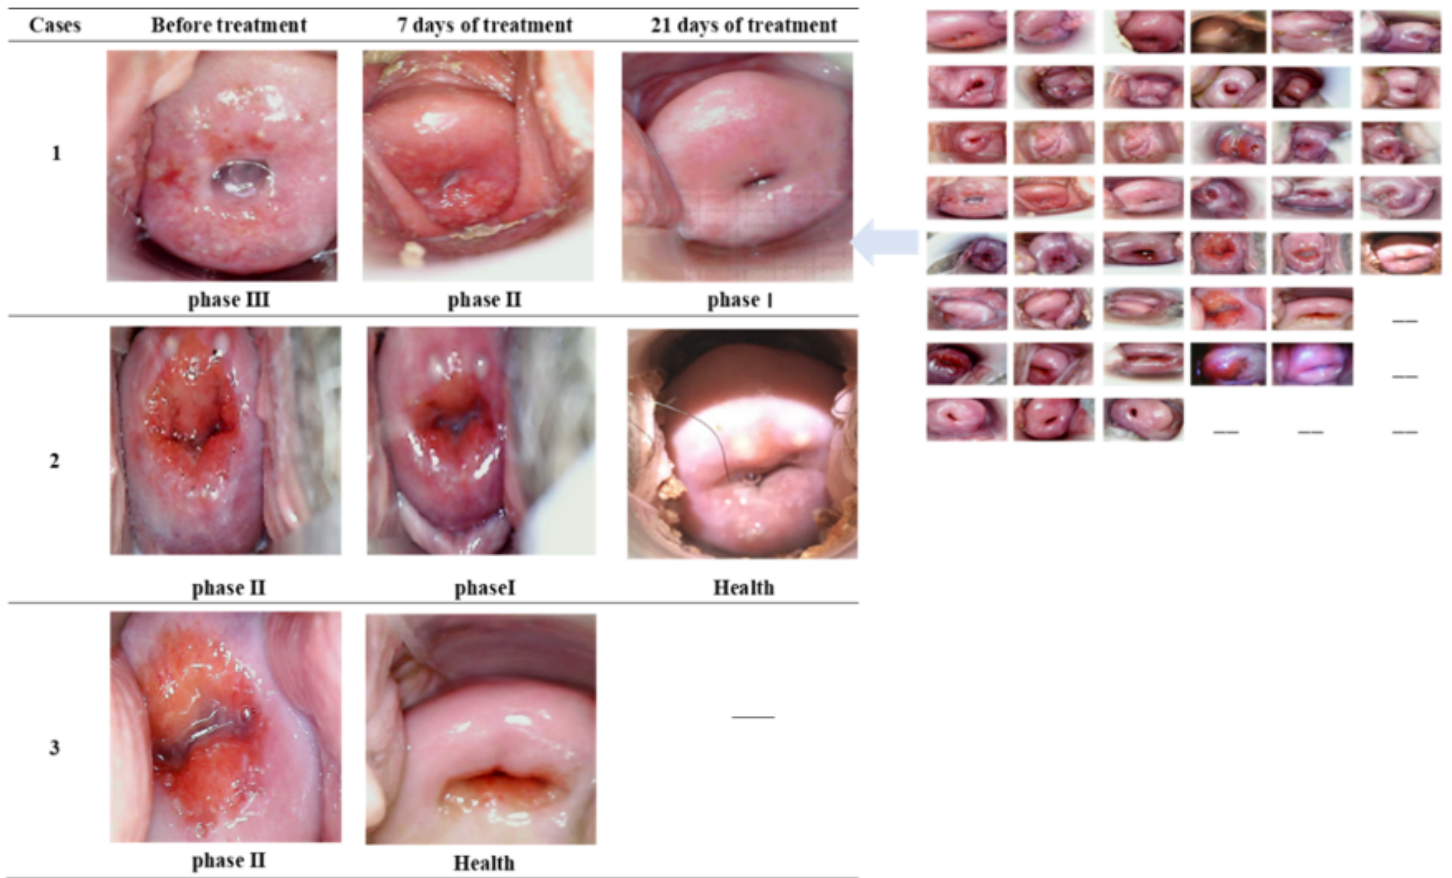 Cases Before treatment 7 days of treatment 21 days of treatment
1
phase III phase II phase I
2
phase II phaseI Health
3
phase II Health